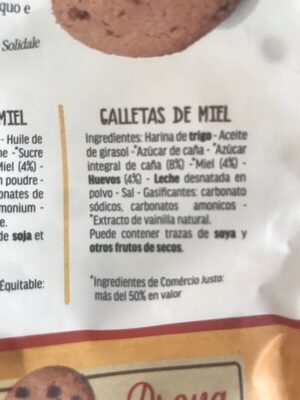 quo e
Solidale
MIEL
- Huile de
ne - *Sucre
Miel (4%) -
n poudre -
onates de
monium -
e.
de soja et
Équitable:
GALLETAS DE MIEL
Ingredientes: Harina de trigo - Aceite
de girasol -*Azúcar de caña - *Azúcar
integral de caña (8%) -*Miel (4%) -
Huevos (4%) - Leche desnatada en
polvo - Sal - Gasificantes: carbonato
sódicos, carbonatos amonicos -
*Extracto de vainilla natural.
Puede contener trazas de soya y
otros frutos de secos.
*Ingredientes de Comércio Justo:
más del 50% en valor